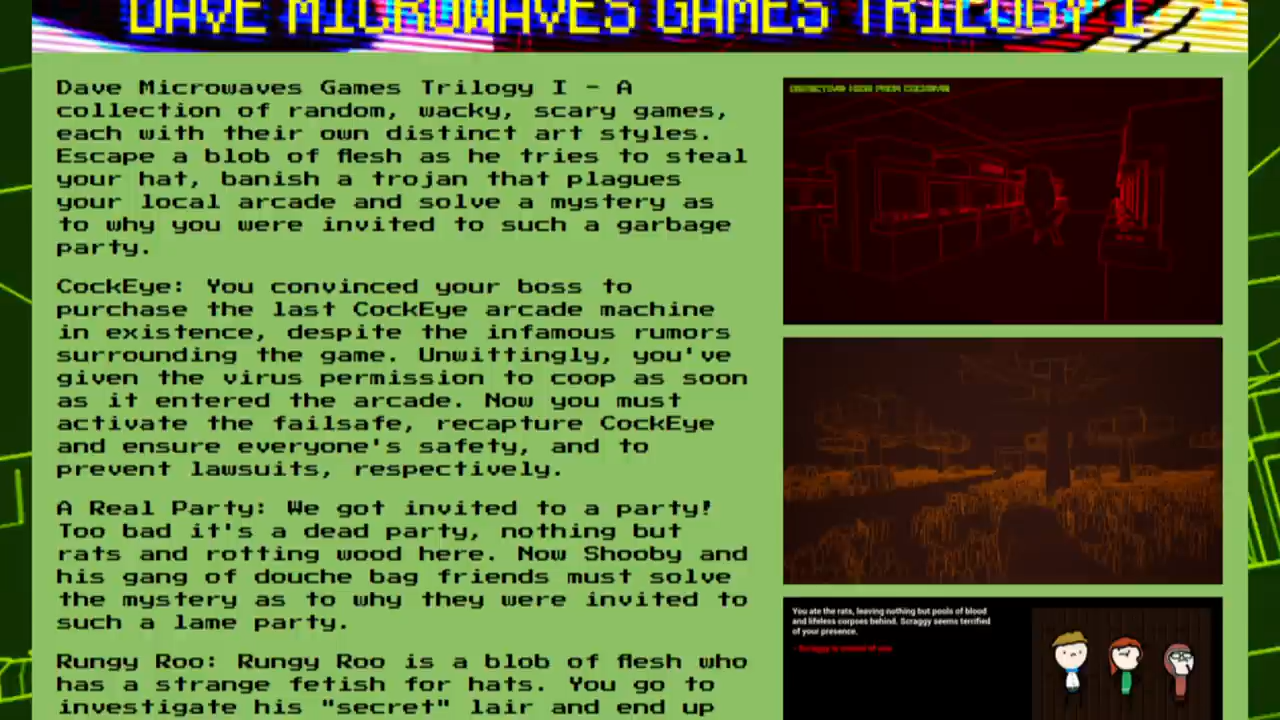 DAVE MICROWAVES GAMES TRILOGY I
Dave Microwaves Games Trilogy I - A
collection of random, wacky, scary games,
each with their own distinct art styles.
Escape a blob of flesh as he tries to steal
your hat, banish a trojan that plagues
your local arcade and solve a mystery as
to why you were invited to such a garbage
party.
CockEye: You convinced your boss to
purchase the last CockEye arcade machine
in existence, despite the infamous rumors
surrounding the game. Unwittingly, you've
given the virus permission to coop as soon
as it entered the arcade. Now you must
activate the failsafe, recapture CockEye
and ensure everyone's safety, and to
prevent lawsuits, respectively.
A Real Party: We got invited to a party!
Too bad it's a dead party, nothing but
rats and rotting wood here. Now Shooby and
his gang of douche bag friends must solve
the mystery as to why they were invited to
such a lame party.
Rungy Roo: Rungy Roo is a blob of flesh who
has a strange fetish for hats. You go to
investigate his "secret" lair and end up
OBJECTIVE: HIDE FROM COCKEYE!
You ate the rats, leaving nothing but pools of blood
and lifeless corpses behind. Scraggy seems terrified
of your presence.